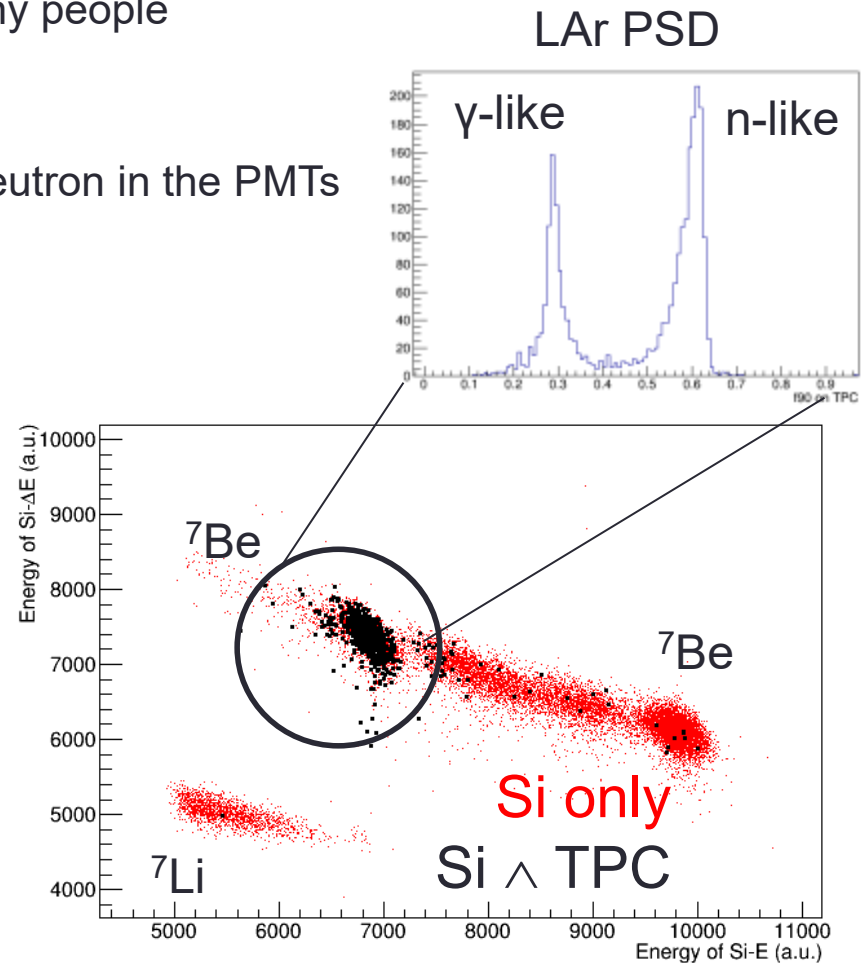 ny people
LAr PSD
γ-like
n-like
eutron in the PMTs
200
180
160
140
120
100
80
60
40
20
0
0 0.1 0.2 0.3 0.4 0.5 0.6 0.7 0.8 0.9
f90 on TPC
Energy of Si-ΔE (a.u.)
10000
9000
⁷Be
8000
7000
⁷Be
6000
Si only
5000
⁷Li
Si ∧ TPC
4000
5000 6000 7000 8000 9000 10000 11000
Energy of Si-E (a.u.)